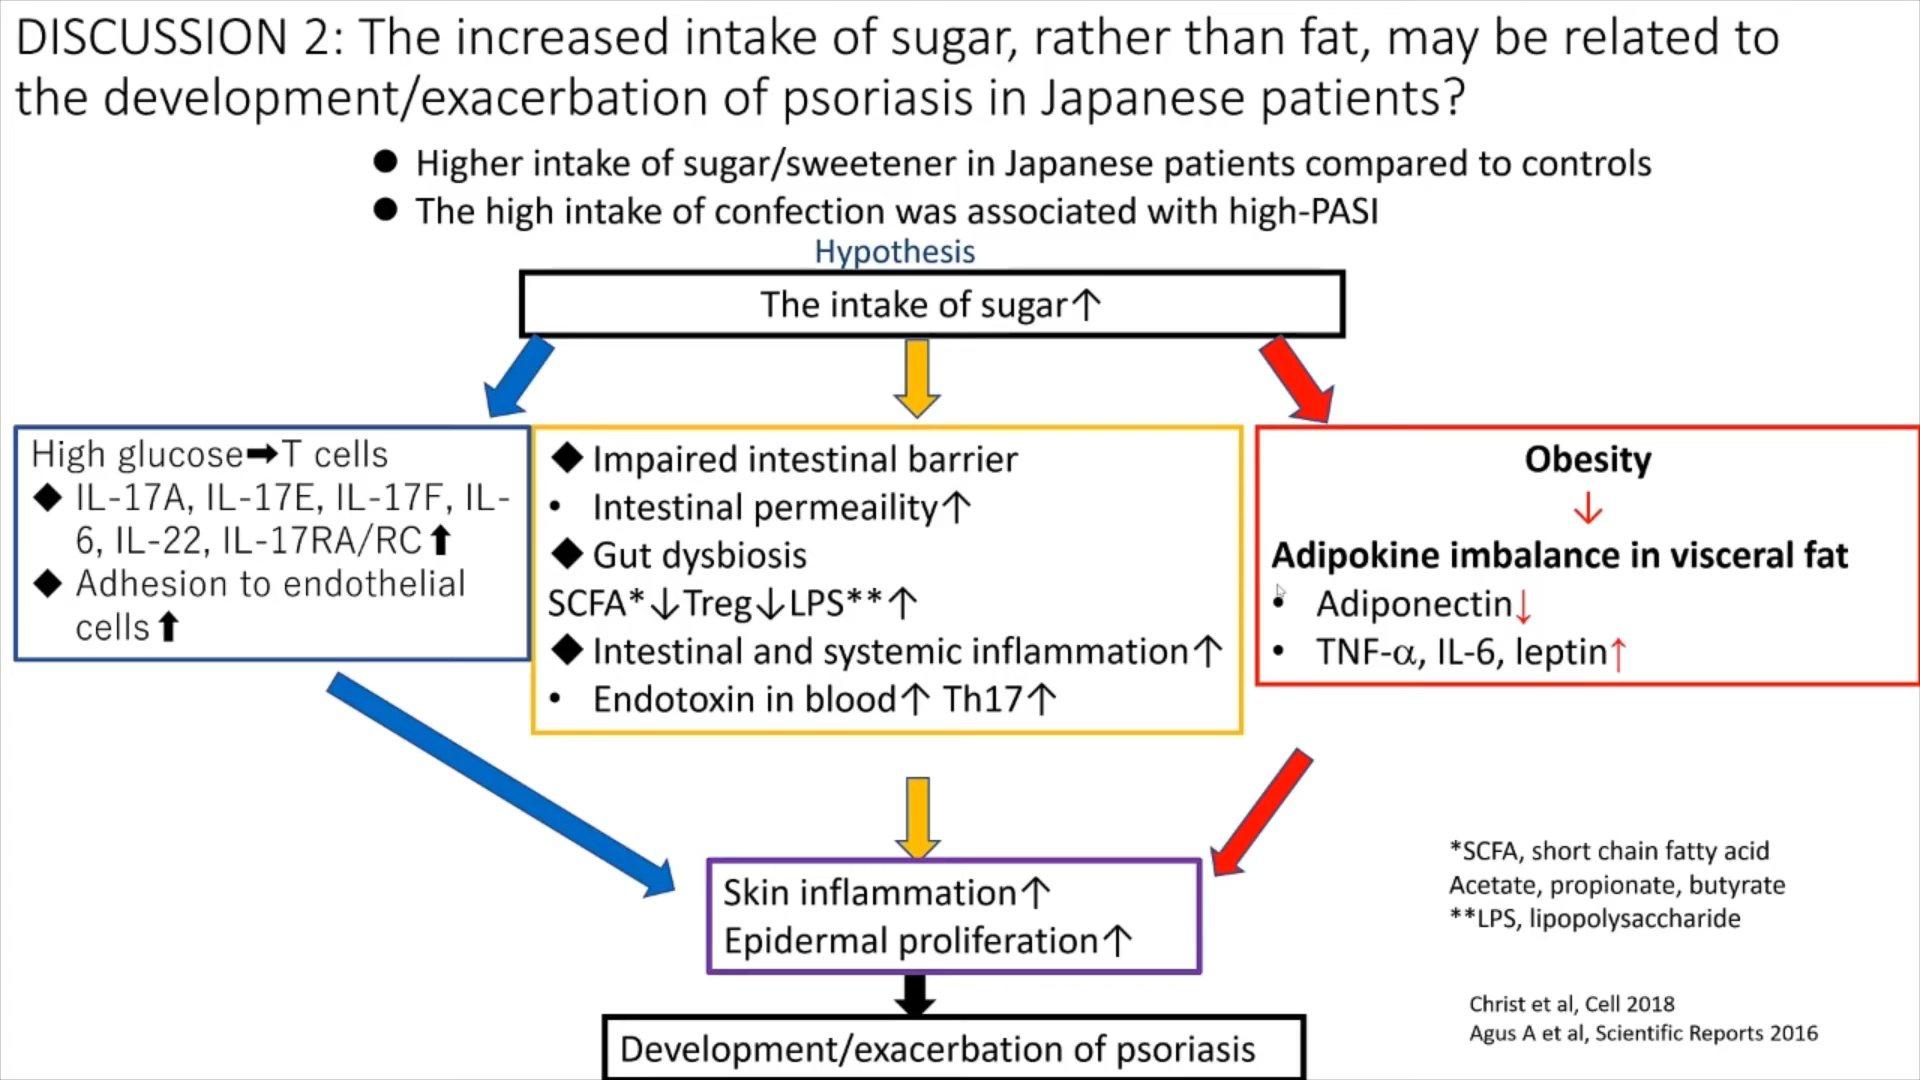 DISCUSSION 2: The increased intake of sugar, rather than fat, may be related to
the development/exacerbation of psoriasis in Japanese patients?
● Higher intake of sugar/sweetener in Japanese patients compared to controls
● The high intake of confection was associated with high-PASI
Hypothesis
The intake of sugar↑
High glucose➡T cells
◆ IL-17A, IL-17E, IL-17F, IL-
6, IL-22, IL-17RA/RC⬆
◆ Adhesion to endothelial
cells⬆
◆ Impaired intestinal barrier
• Intestinal permeaility↑
◆ Gut dysbiosis
SCFA*↓Treg↓LPS**↑
◆ Intestinal and systemic inflammation↑
• Endotoxin in blood↑ Th17↑
Obesity
↓
Adipokine imbalance in visceral fat
• Adiponectin↓
• TNF-α, IL-6, leptin↑
Skin inflammation↑
Epidermal proliferation↑
Development/exacerbation of psoriasis
*SCFA, short chain fatty acid
Acetate, propionate, butyrate
**LPS, lipopolysaccharide
Christ et al, Cell 2018
Agus A et al, Scientific Reports 2016